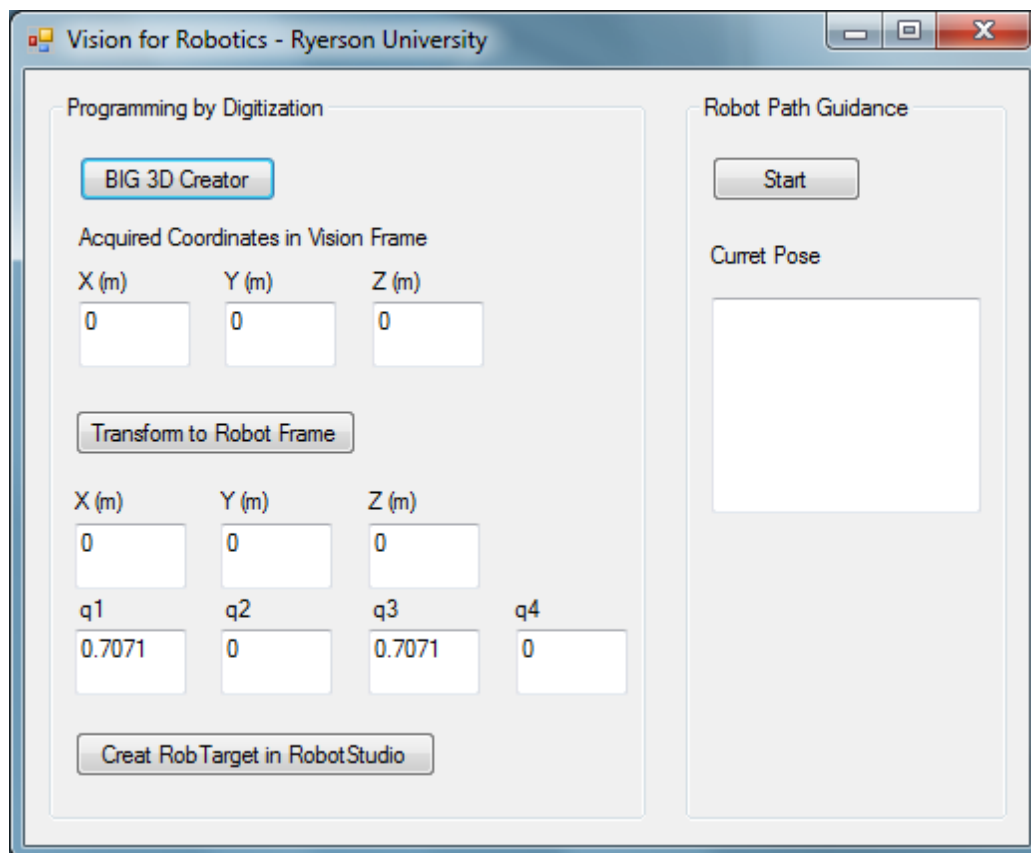 Vision for Robotics - Ryerson University
Programming by Digitization
BIG 3D Creator
Acquired Coordinates in Vision Frame
X (m) Y (m) Z (m)
0 0 0
Transform to Robot Frame
X (m) Y (m) Z (m)
0 0 0
q1 q2 q3 q4
0.7071 0 0.7071 0
Creat RobTarget in RobotStudio
Robot Path Guidance
Start
Curret Pose